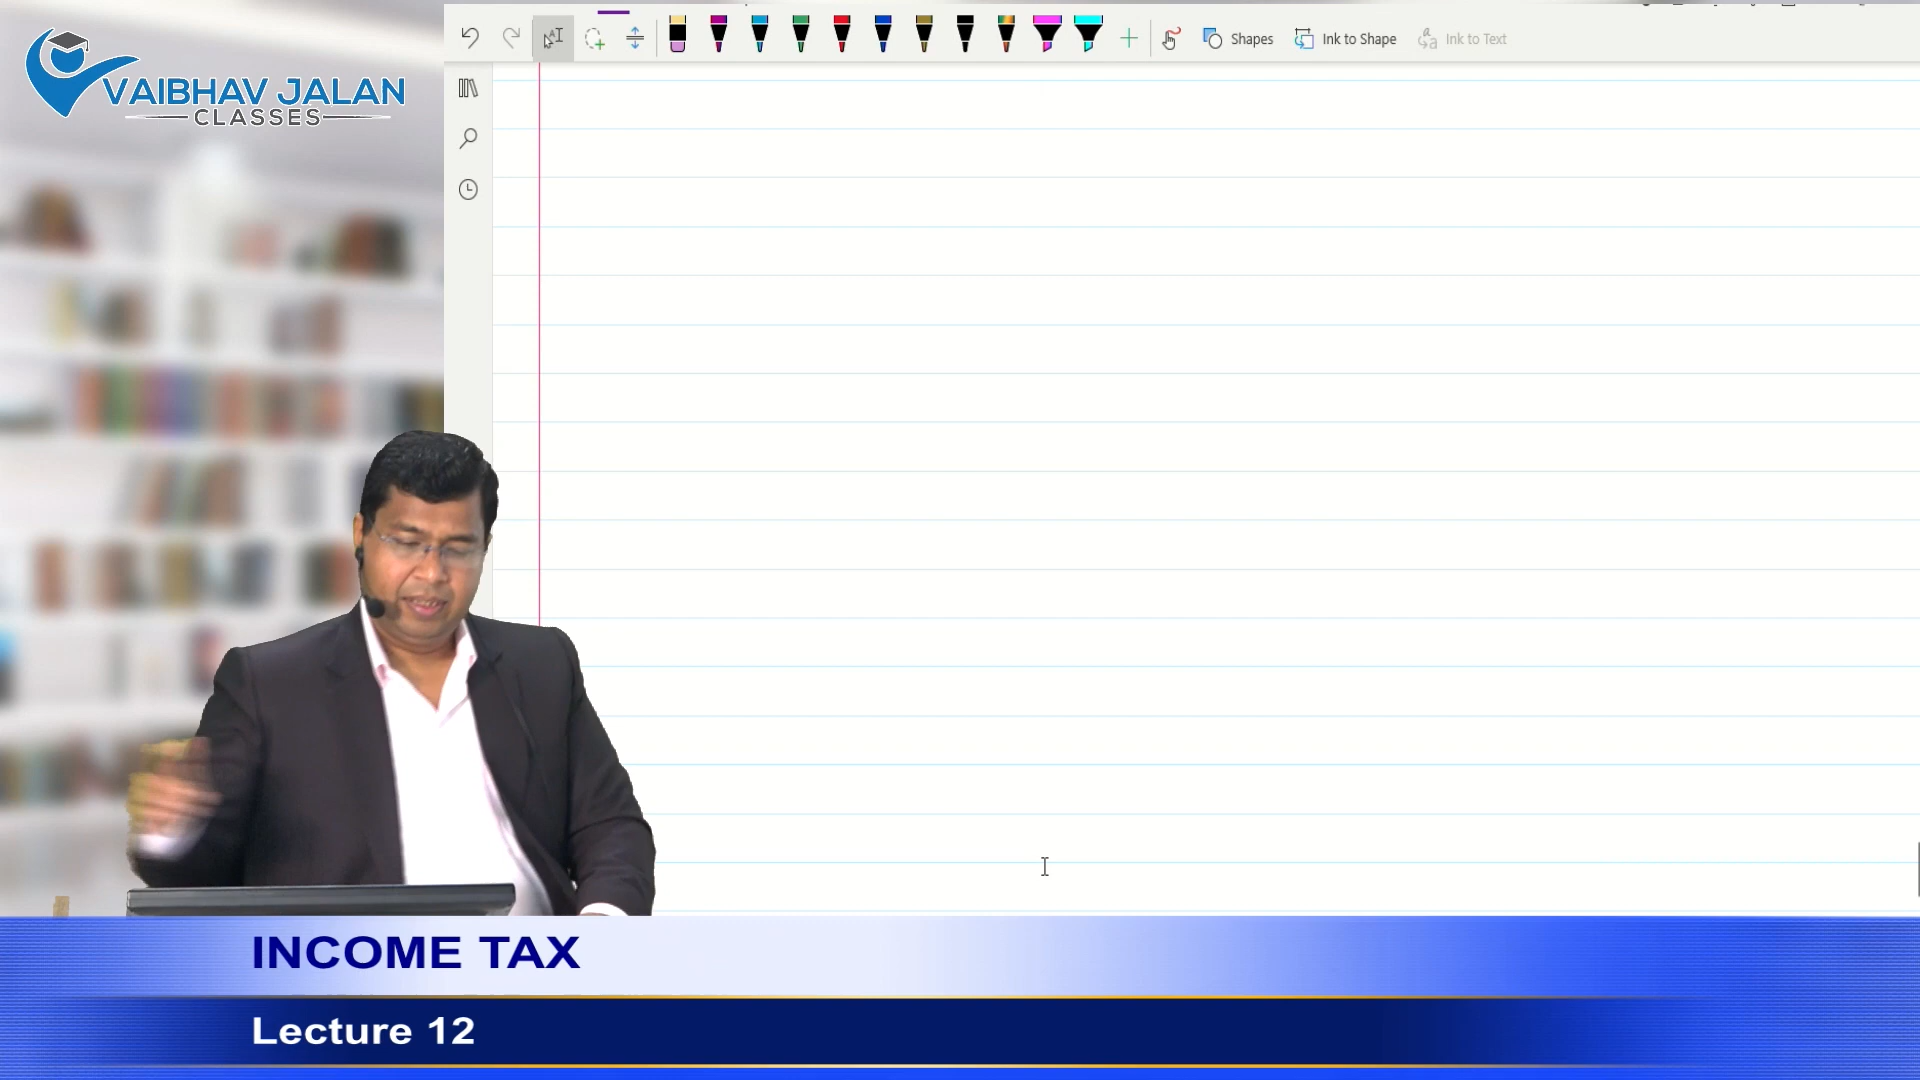 VAIBHAV JALAN
CLASSES
Shapes
Ink to Shape
Ink to Text
INCOME TAX
Lecture 12